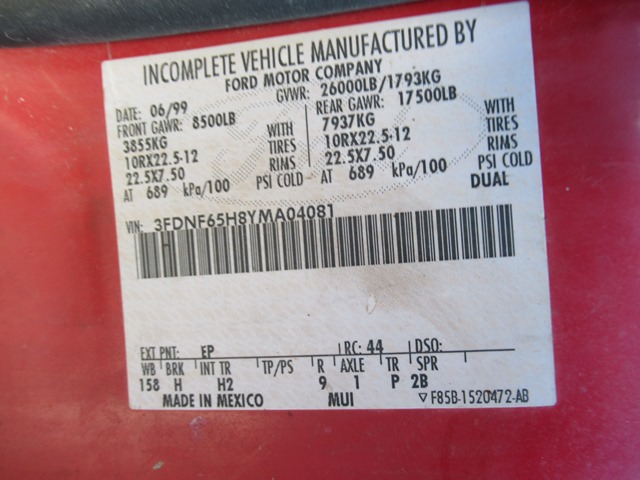 INCOMPLETE VEHICLE MANUFACTURED BY
FORD MOTOR COMPANY
DATE: 06/99 GVWR: 26000LB/1793KG
FRONT GAWR: 8500LB REAR GAWR: 17500LB
3855KG WITH 7937KG WITH
10RX22.5-12 TIRES 10RX22.5-12 TIRES
22.5X7.50 RIMS 22.5X7.50 RIMS
AT 689 kPa/100 PSI COLD AT 689 kPa/100 PSI COLD
DUAL
VIN: 3FDNF65H8YMA04081
H
EXT PNT: EP RC: 44 DSO:
WB BRK INT TR TP/PS R AXLE TR SPR
158 H H2 9 1 P 2B
MADE IN MEXICO MUI ▽F85B-1520472-AB